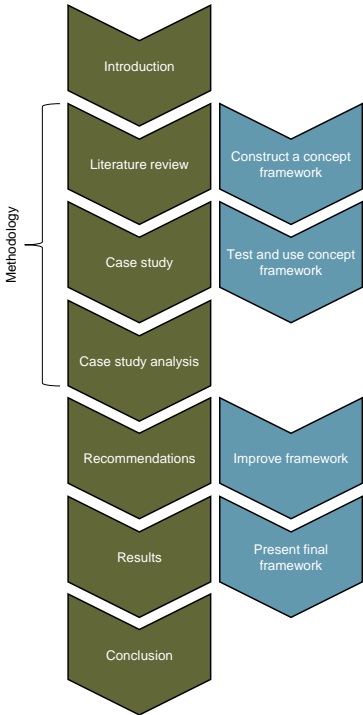 Introduction
Methodology
Literature review
Construct a concept
framework
Case study
Test and use concept
framework
Case study analysis
Recommendations
Improve framework
Results
Present final
framework
Conclusion